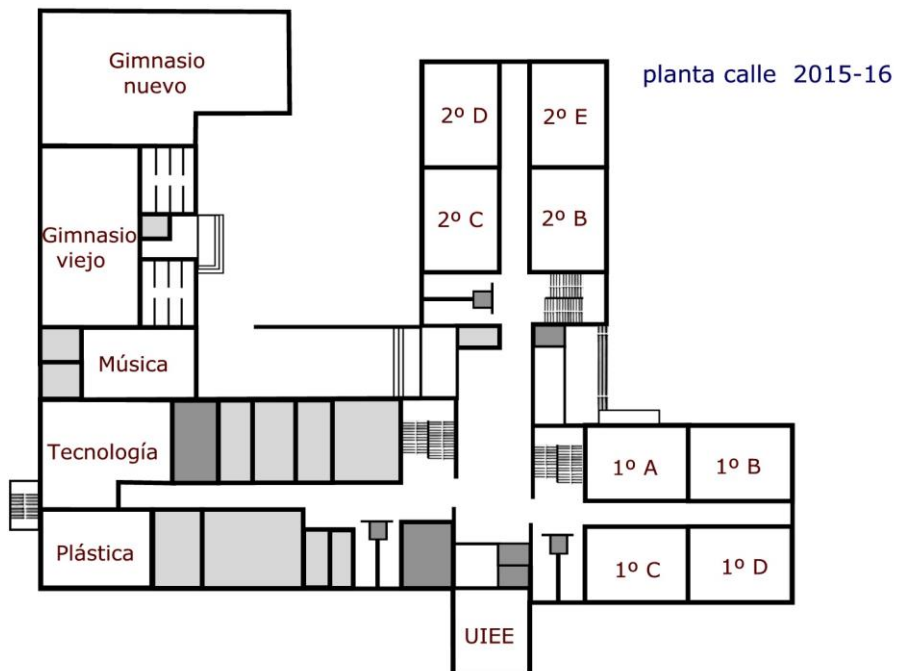 Gimnasio
nuevo
planta calle 2015-16
2º D
2º E
2º C
2º B
Gimnasio
viejo
Música
Tecnología
1º A
1º B
Plástica
1º C
1º D
UIEE